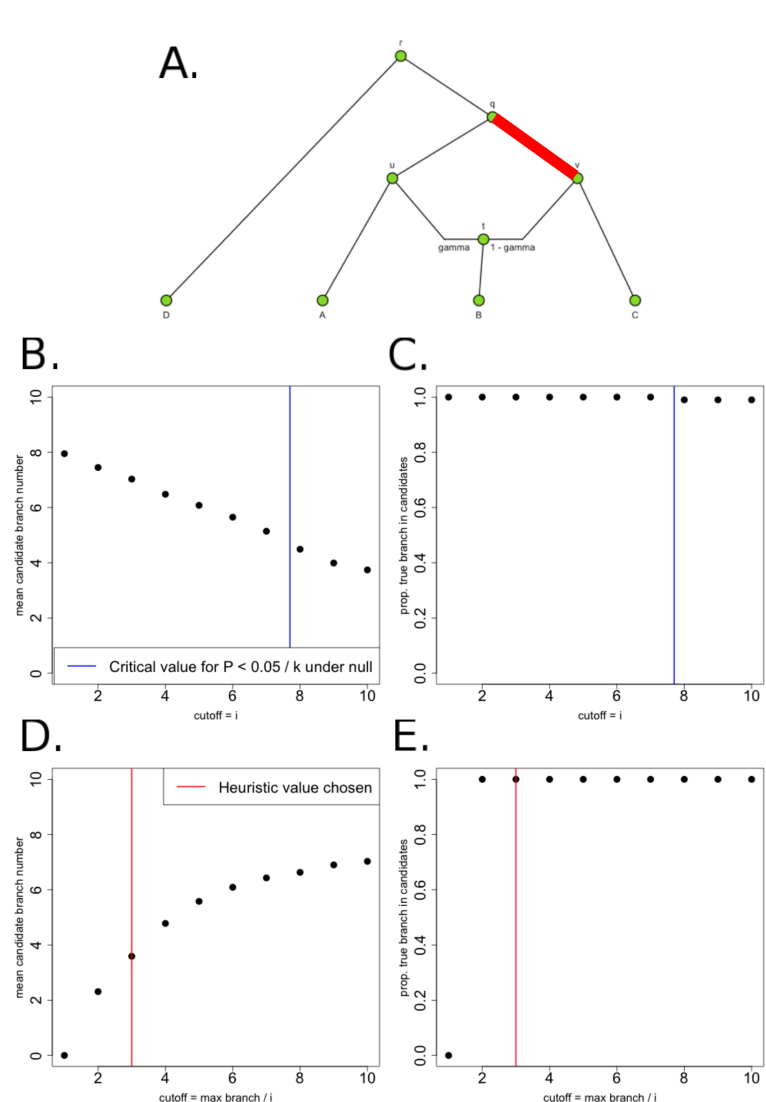 A.
r
q
u
v
t
gamma
1 - gamma
D
A
B
C
B.
C.
mean candidate branch number
0
2
4
6
8
10
Critical value for P < 0.05 / k under null
2
4
6
8
10
cutoff = i
prop. true branch in candidates
0.0
0.2
0.4
0.6
0.8
1.0
2
4
6
8
10
cutoff = i
D.
E.
mean candidate branch number
0
2
4
6
8
10
Heuristic value chosen
2
4
6
8
10
cutoff = max branch / i
prop. true branch in candidates
0.0
0.2
0.4
0.6
0.8
1.0
2
4
6
8
10
cutoff = max branch / i